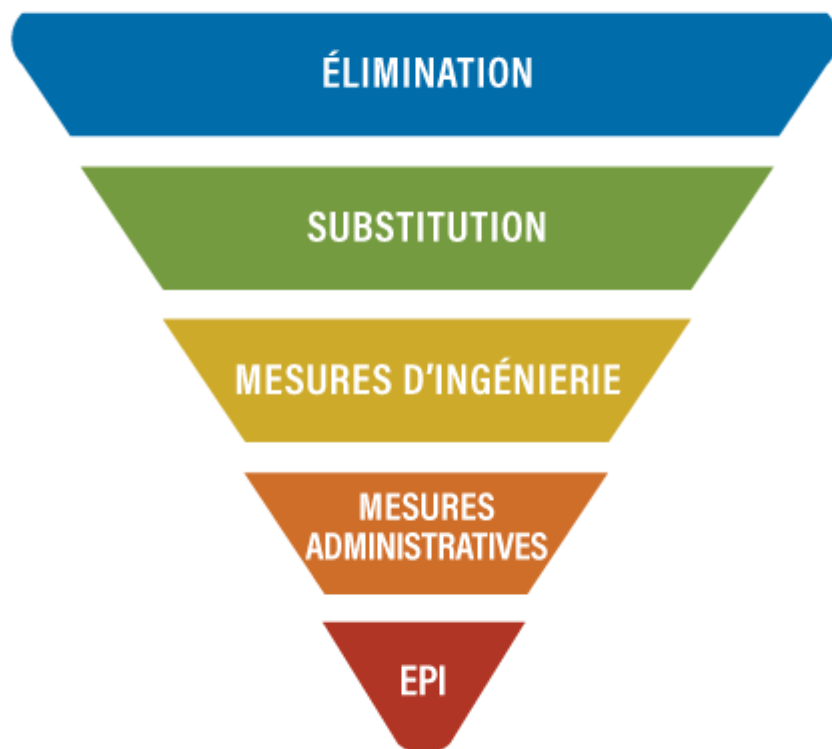 ÉLIMINATION
SUBSTITUTION
MESURES D'INGÉNIERIE
MESURES
ADMINISTRATIVES
EPI